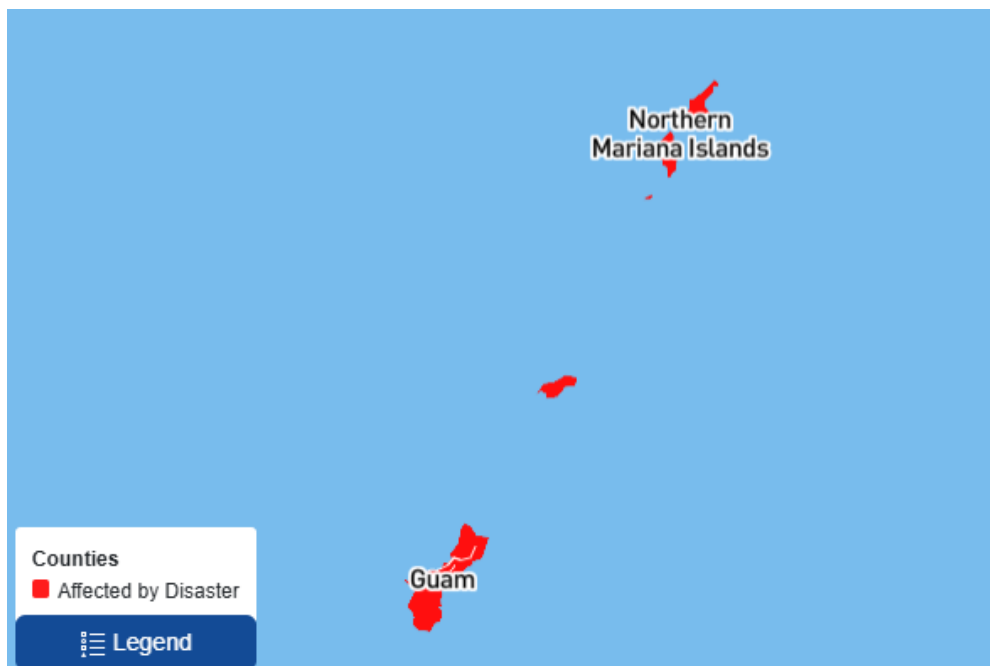 Northern
Mariana Islands
Guam
Counties
Affected by Disaster
Legend